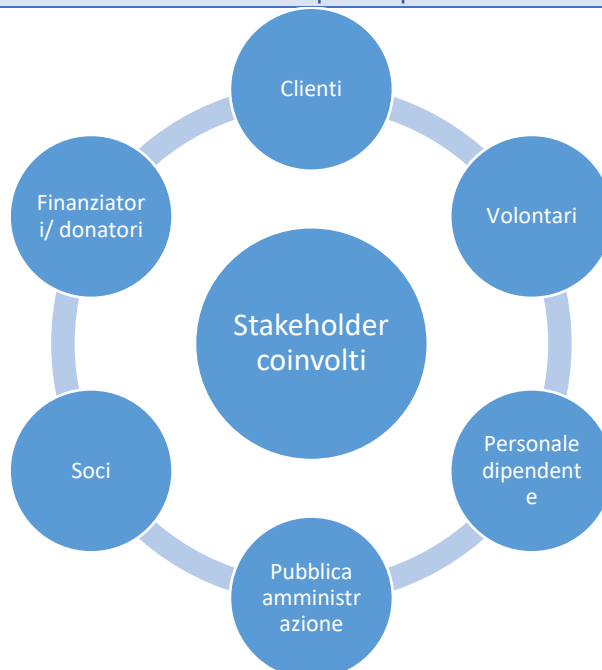 Clienti
Volontari
Personale
dipendent
e
Pubblica
amministr
azione
Soci
Finanziator
i/ donatori
Stakeholder
coinvolti